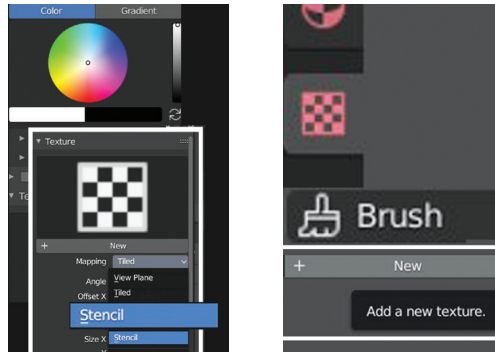 Color
Gradient
Texture
+ New
Mapping Tiled
Angle View Plane
Offset X Tiled
Stencil
Size X Stencil
Brush
+ New
Add a new texture.